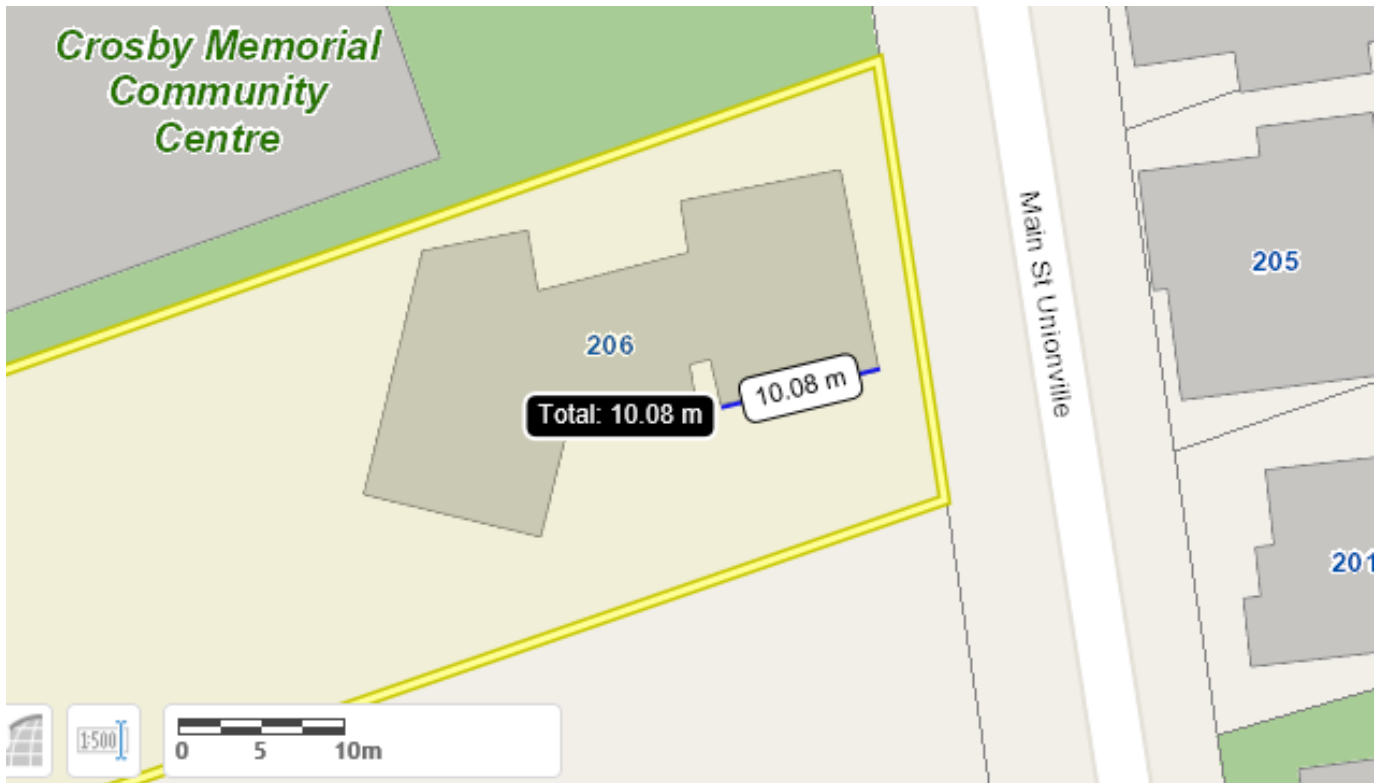 Crosby Memorial
Community
Centre
Main St Unionville
205
206
10.08 m
Total: 10.08 m
201
1:500
0 5 10m